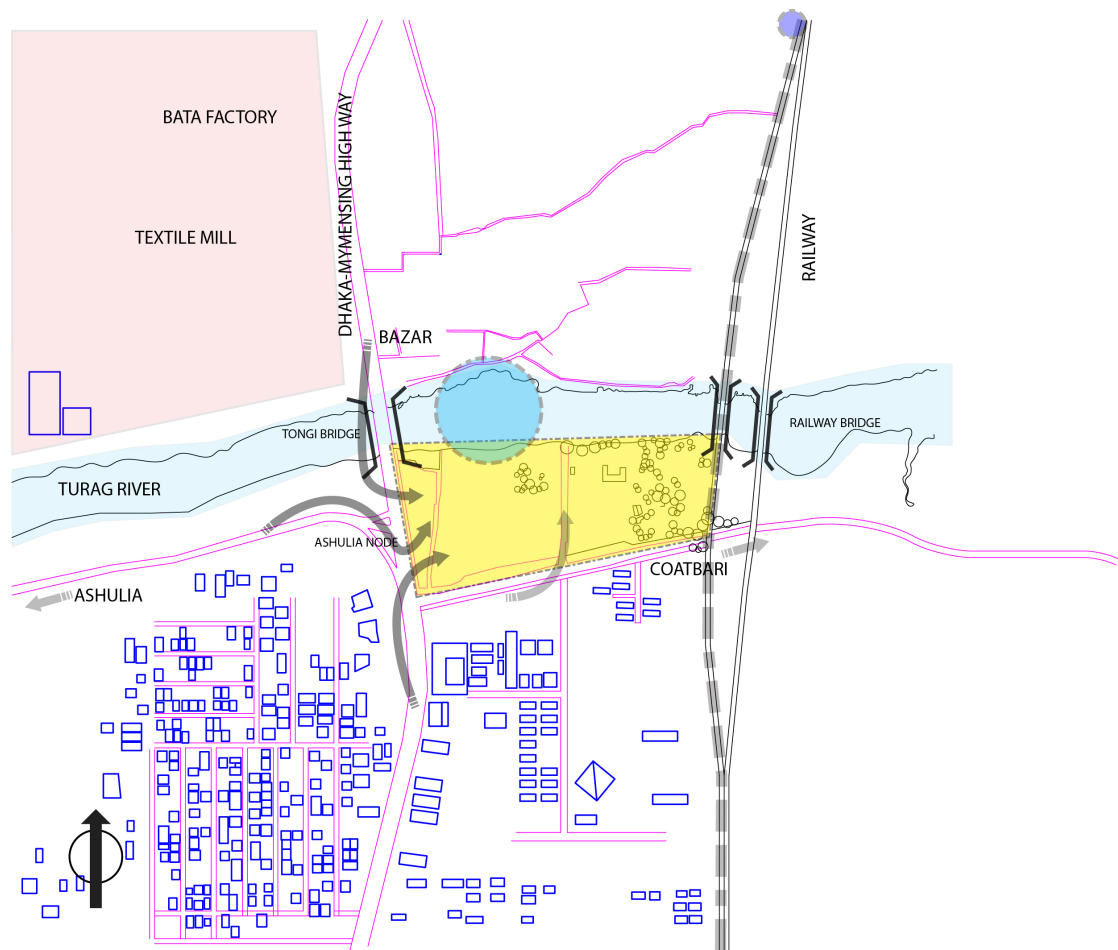 BATA FACTORY
TEXTILE MILL
DHAKA-MYMENSING HIGH WAY
RAILWAY
BAZAR
TONGI BRIDGE
RAILWAY BRIDGE
TURAG RIVER
ASHULIA NODE
COATBARI
ASHULIA